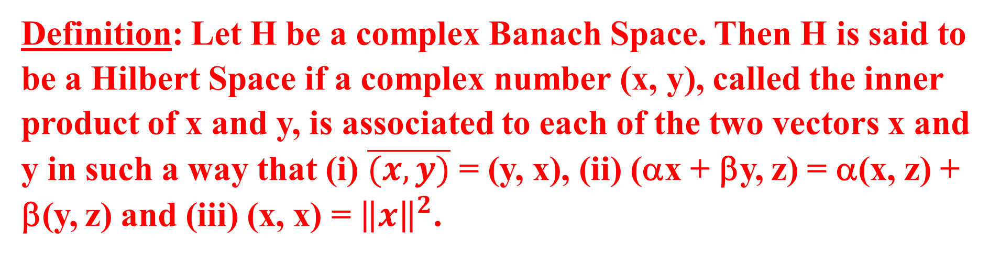 Definition: Let H be a complex Banach Space. Then H is said to
be a Hilbert Space if a complex number (x, y), called the inner
product of x and y, is associated to each of the two vectors x and
y in such a way that (i) \overline{(x, y)} = (y, x), (ii) (αx + βy, z) = α(x, z) +
β(y, z) and (iii) (x, x) = ‖x‖².